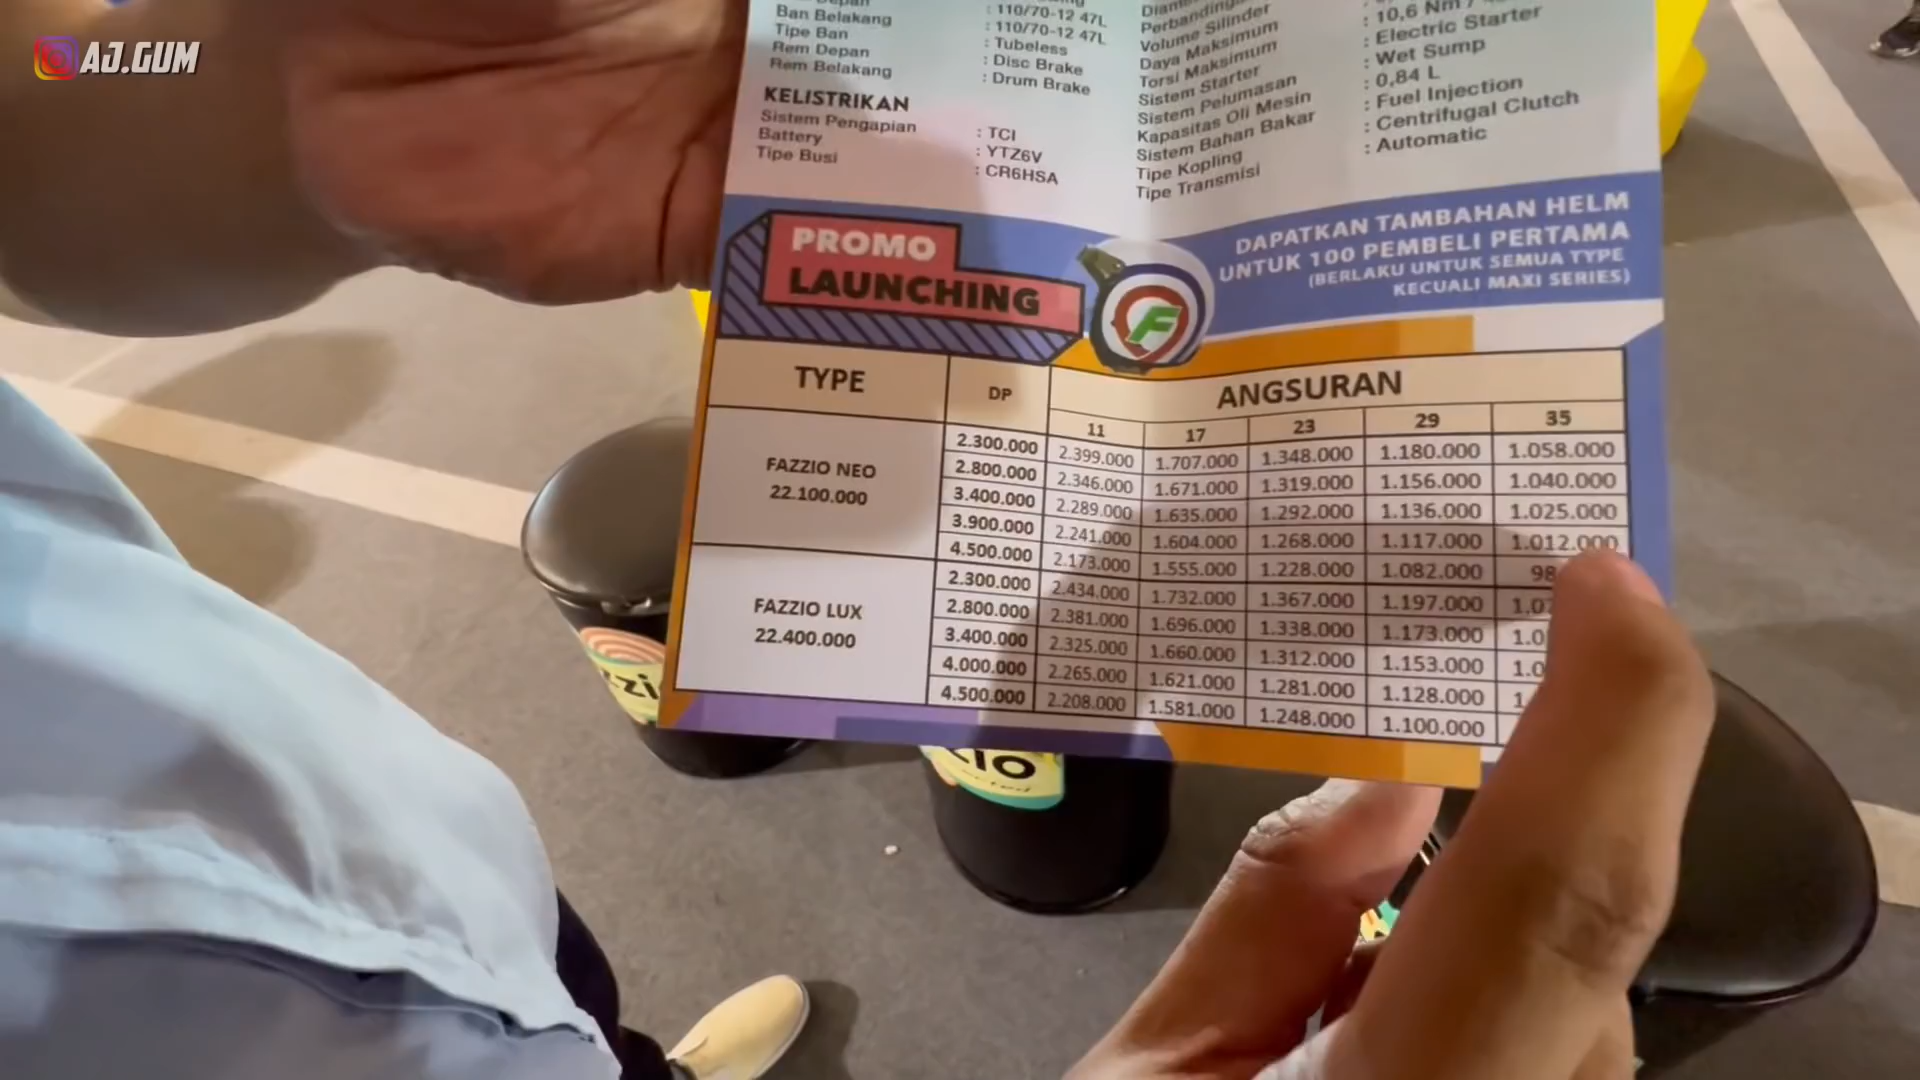 AJ.GUM
Ban Belakang : 110/70-12 47L
Tipe Ban : 110/70-12 47L
Rem Depan : Tubeless
Rem Belakang : Disc Brake
: Drum Brake
KELISTRIKAN
Sistem Pengapian : TCI
Battery : YTZ6V
Tipe Busi : CR6HSA
Volume Silinder : 10,6 Nm /
Daya Maksimum : Electric Starter
Torsi Maksimum : Wet Sump
Sistem Starter : 0,84 L
Sistem Pelumasan : Fuel Injection
Kapasitas Oli Mesin : Centrifugal Clutch
Sistem Bahan Bakar : Automatic
Tipe Kopling
Tipe Transmisi
PROMO
LAUNCHING
F
DAPATKAN TAMBAHAN HELM
UNTUK 100 PEMBELI PERTAMA
(BERLAKU UNTUK SEMUA TYPE
KECUALI MAXI SERIES)
TYPE DP ANGSURAN
11 17 23 29 35
FAZZIO NEO
22.100.000
2.300.000 2.399.000 1.707.000 1.348.000 1.180.000 1.058.000
2.800.000 2.346.000 1.671.000 1.319.000 1.156.000 1.040.000
3.400.000 2.289.000 1.635.000 1.292.000 1.136.000 1.025.000
3.900.000 2.241.000 1.604.000 1.268.000 1.117.000 1.012.000
4.500.000 2.173.000 1.555.000 1.228.000 1.082.000
FAZZIO LUX
22.400.000
2.300.000 2.434.000 1.732.000 1.367.000 1.197.000
2.800.000 2.381.000 1.696.000 1.338.000 1.173.000
3.400.000 2.325.000 1.660.000 1.312.000 1.153.000
4.000.000 2.265.000 1.621.000 1.281.000 1.128.000
4.500.000 2.208.000 1.581.000 1.248.000 1.100.000